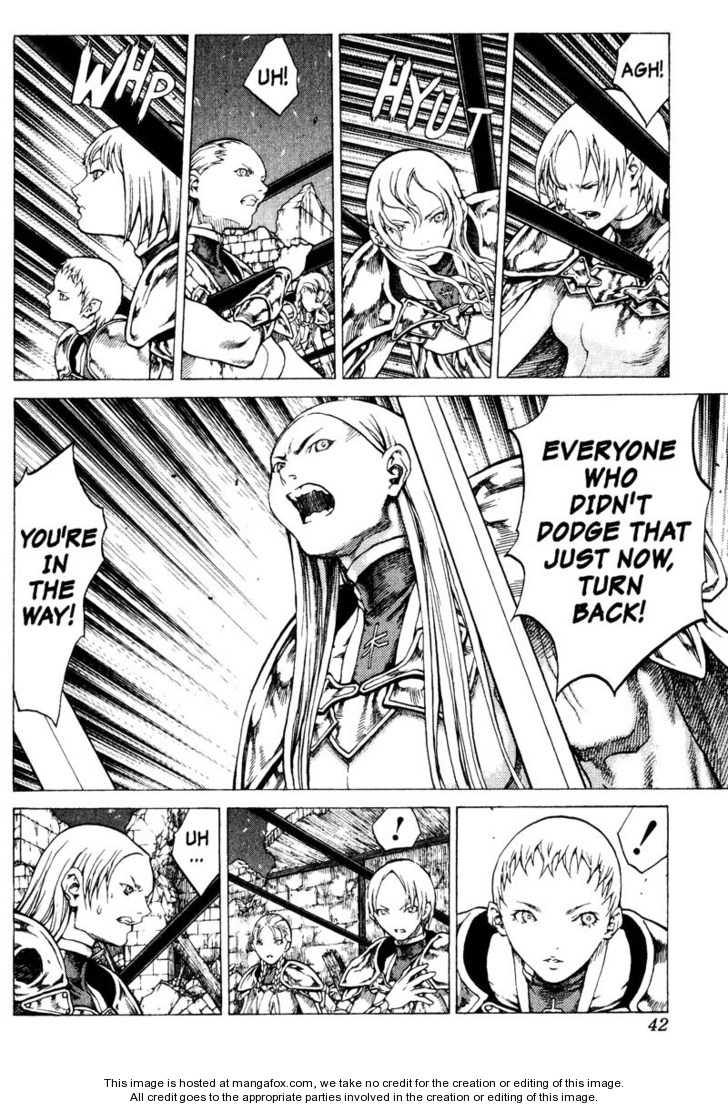 AGH!
HYUT
UH!
WHP
EVERYONE
WHO
DIDN'T
DODGE THAT
JUST NOW,
TURN
BACK!
YOU'RE
IN
THE
WAY!
!
!
UH
...
42
This image is hosted at mangafox.com, we take no credit for the creation or editing of this image.
All credit goes to the appropriate parties involved in the creation or editing of this image.